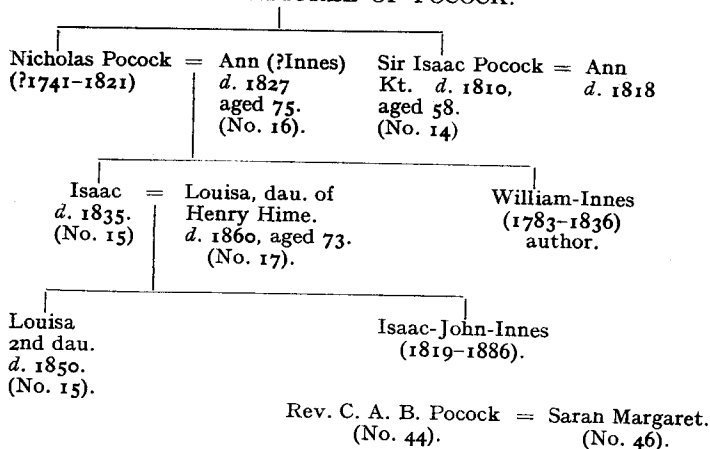 OF POCOCK.
Nicholas Pocock = Ann (?Innes)
(?1741–1821)
d. 1827
aged 75.
(No. 16).
Sir Isaac Pocock = Ann
Kt. d. 1810,
aged 58.
(No. 14)
d. 1818
Isaac = Louisa, dau. of
d. 1835.
(No. 15)
Henry Hime.
d. 1860, aged 73.
(No. 17).
William-Innes
(1783–1836)
author.
Louisa
2nd dau.
d. 1850.
(No. 15).
Isaac-John-Innes
(1819–1886).
Rev. C. A. B. Pocock = Sarah Margaret.
(No. 44).
(No. 46).